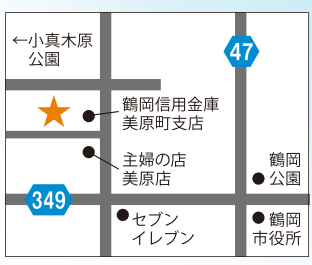 ←小真木原
公園
47
鶴岡信用金庫
美原町支店
主婦の店
美原店
鶴岡
公園
349
セブン
イレブン
鶴岡
市役所